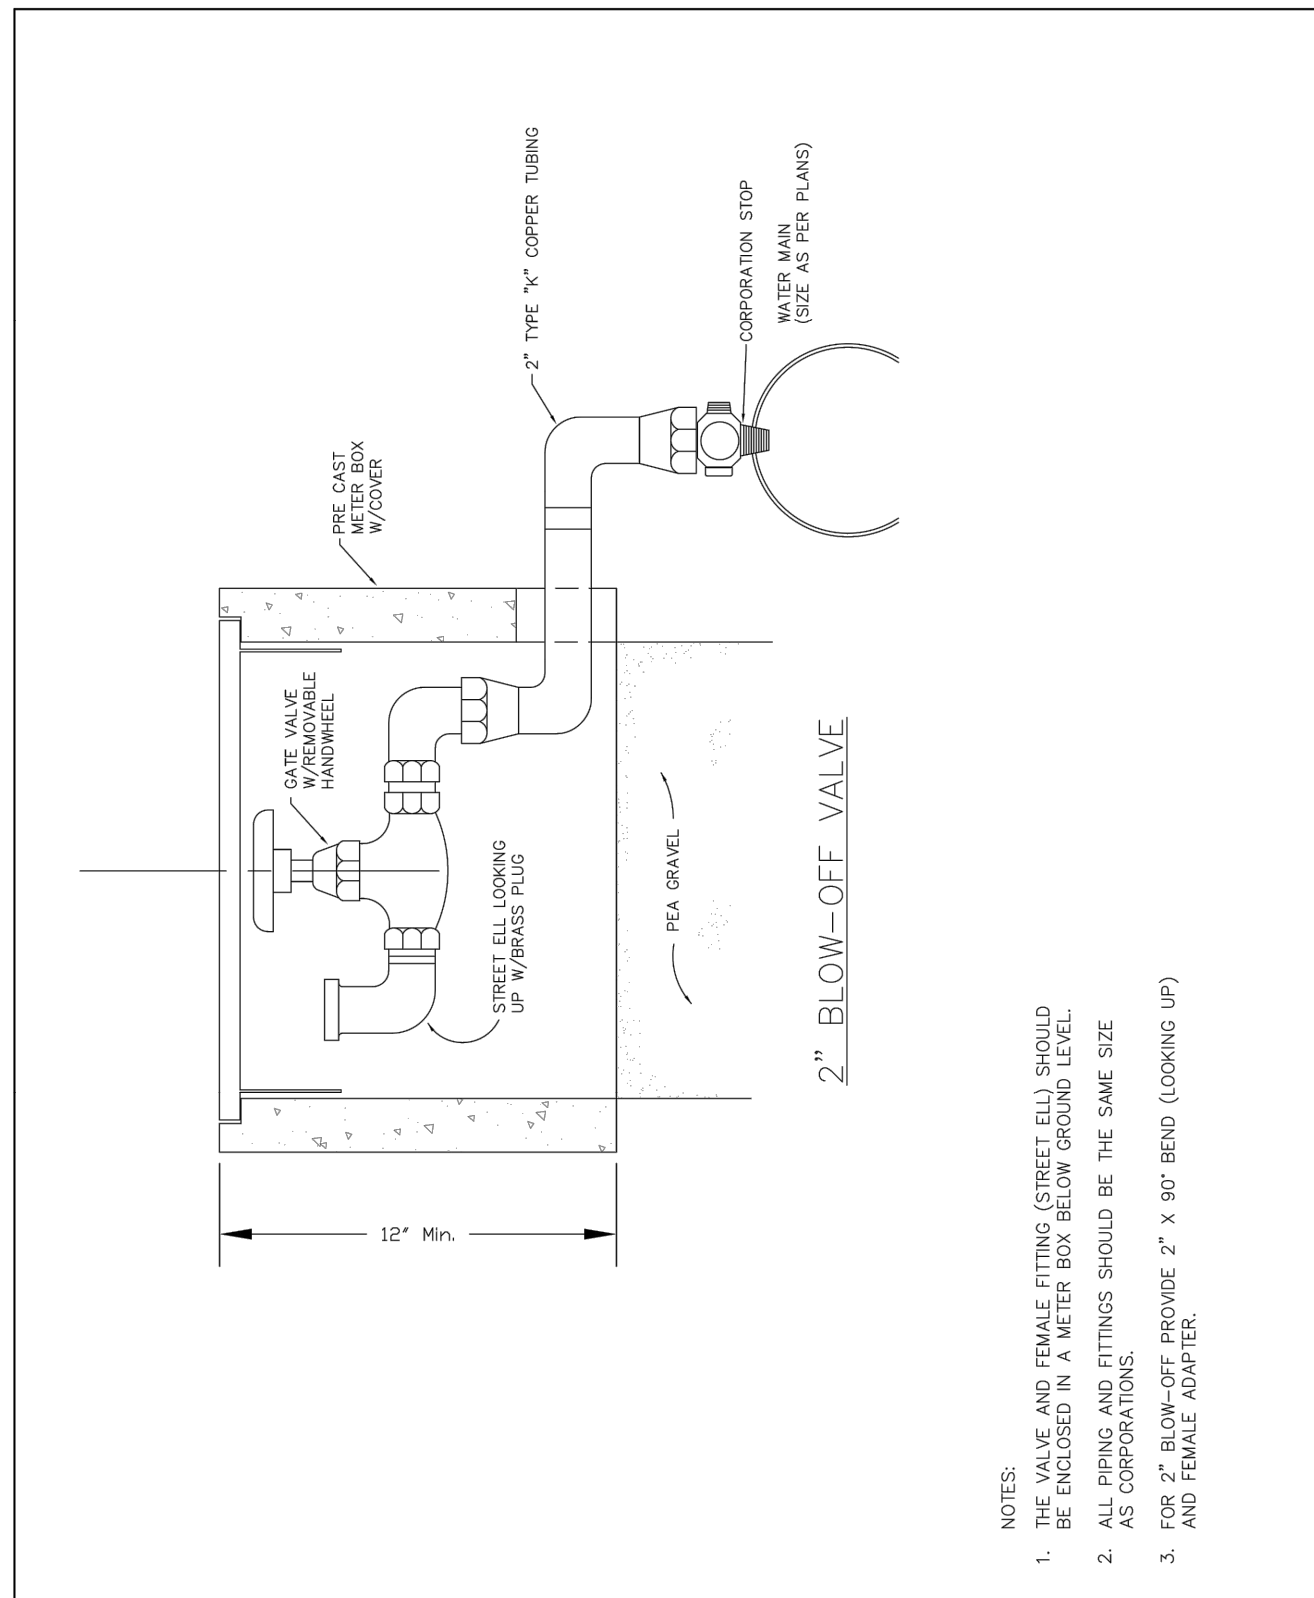 2" TYPE "K" COPPER TUBING
CORPORATION STOP
WATER MAIN
(SIZE AS PER PLANS)
PRE CAST
METER BOX
W/COVER
GATE VALVE
W/REMOVABLE
HANDWHEEL
STREET ELL LOOKING
UP W/BRASS PLUG
PEA GRAVEL
12" Min.
2" BLOW-OFF VALVE
NOTES:
1. THE VALVE AND FEMALE FITTING (STREET ELL) SHOULD
BE ENCLOSED IN A METER BOX BELOW GROUND LEVEL.
2. ALL PIPING AND FITTINGS SHOULD BE THE SAME SIZE
AS CORPORATIONS.
3. FOR 2" BLOW-OFF PROVIDE 2" X 90° BEND (LOOKING UP)
AND FEMALE ADAPTER.